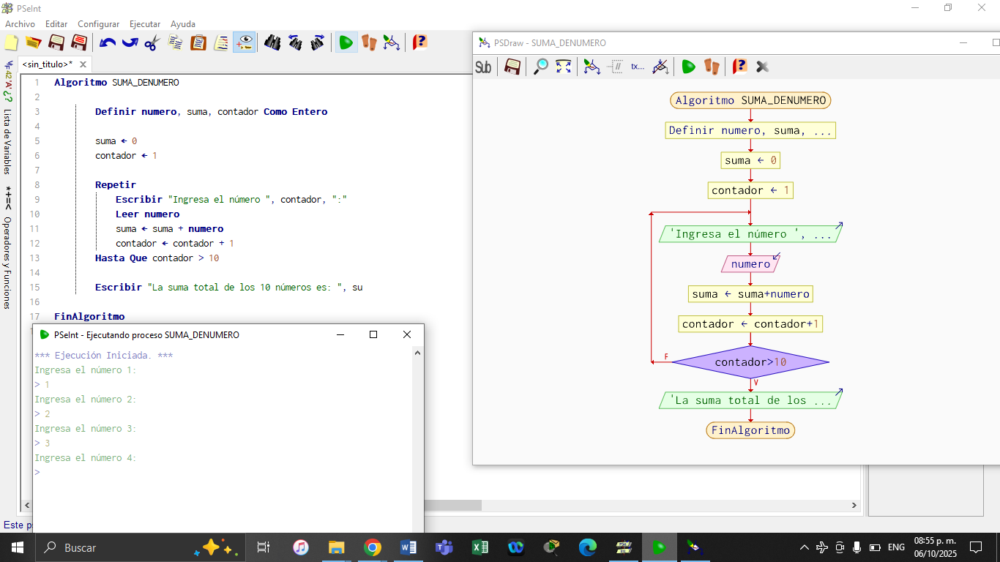 PSeInt
Archivo Editar Configurar Ejecutar Ayuda
<sin_titulo>*
Lista de Variables
Operadores y Funciones
1 Algoritmo SUMA_DENUMERO
2
3 Definir numero, suma, contador Como Entero
4
5 suma ← 0
6 contador ← 1
7
8 Repetir
9 Escribir "Ingresa el número ", contador, ":"
10 Leer numero
11 suma ← suma + numero
12 contador ← contador + 1
13 Hasta Que contador > 10
14
15 Escribir "La suma total de los 10 números es: ", su
16
17 FinAlgoritmo
PSeInt - Ejecutando proceso SUMA_DENUMERO
*** Ejecución Iniciada. ***
Ingresa el número 1:
> 1
Ingresa el número 2:
> 2
Ingresa el número 3:
> 3
Ingresa el número 4:
>
Este
PSDraw - SUMA_DENUMERO
Sub
tx...
Algoritmo SUMA_DENUMERO
Definir numero, suma, ...
suma ← 0
contador ← 1
'Ingresa el número ', ...
numero
suma ← suma+numero
contador ← contador+1
F
contador>10
V
'La suma total de los ...
FinAlgoritmo
Buscar
ENG
08:55 p. m.
06/10/2025